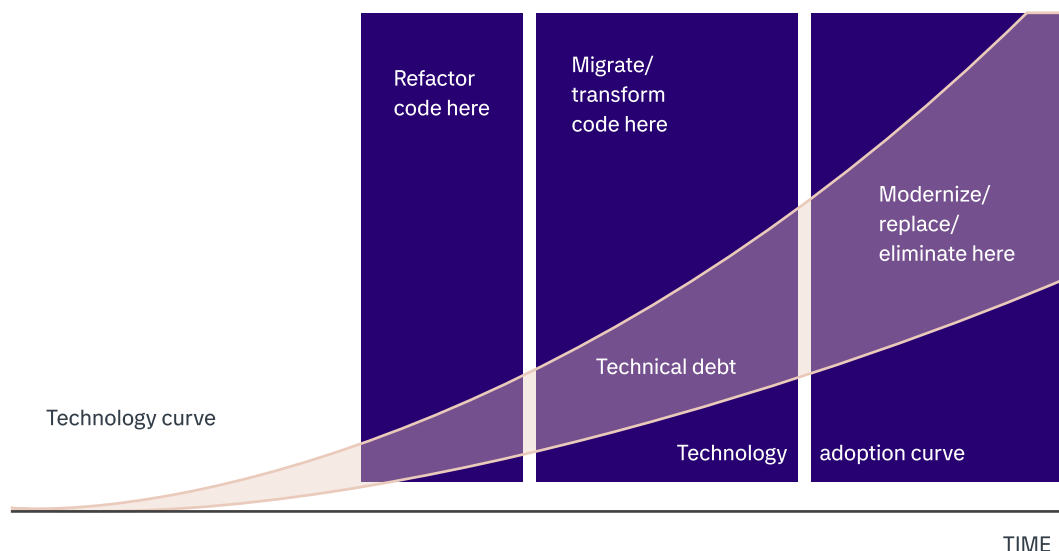 Refactor
code here
Migrate/
transform
code here
Modernize/
replace/
eliminate here
Technical debt
Technology curve
Technology adoption curve
TIME